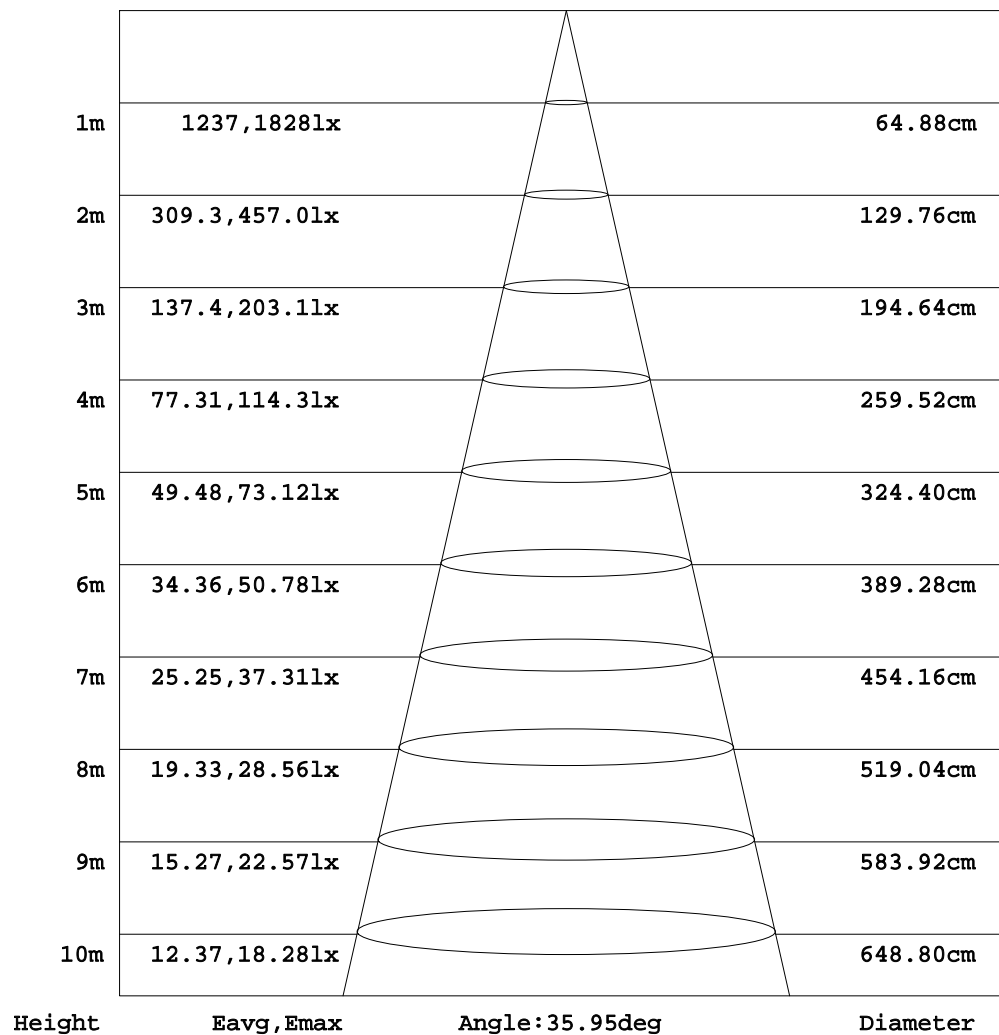 1m 1237,1828lx 64.88cm
2m 309.3,457.0lx 129.76cm
3m 137.4,203.1lx 194.64cm
4m 77.31,114.3lx 259.52cm
5m 49.48,73.12lx 324.40cm
6m 34.36,50.78lx 389.28cm
7m 25.25,37.31lx 454.16cm
8m 19.33,28.56lx 519.04cm
9m 15.27,22.57lx 583.92cm
10m 12.37,18.28lx 648.80cm
Height Eavg,Emax Angle:35.95deg Diameter